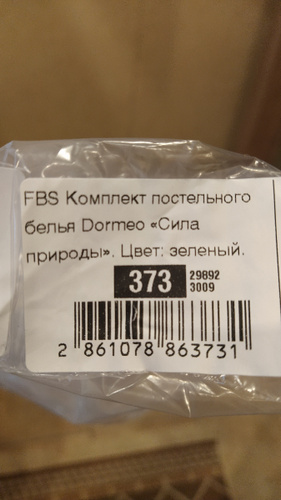 FBS Комплект постельного
белья Dormeo «Сила
природы». Цвет: зеленый.
373 29892
3009
2 861078 863731